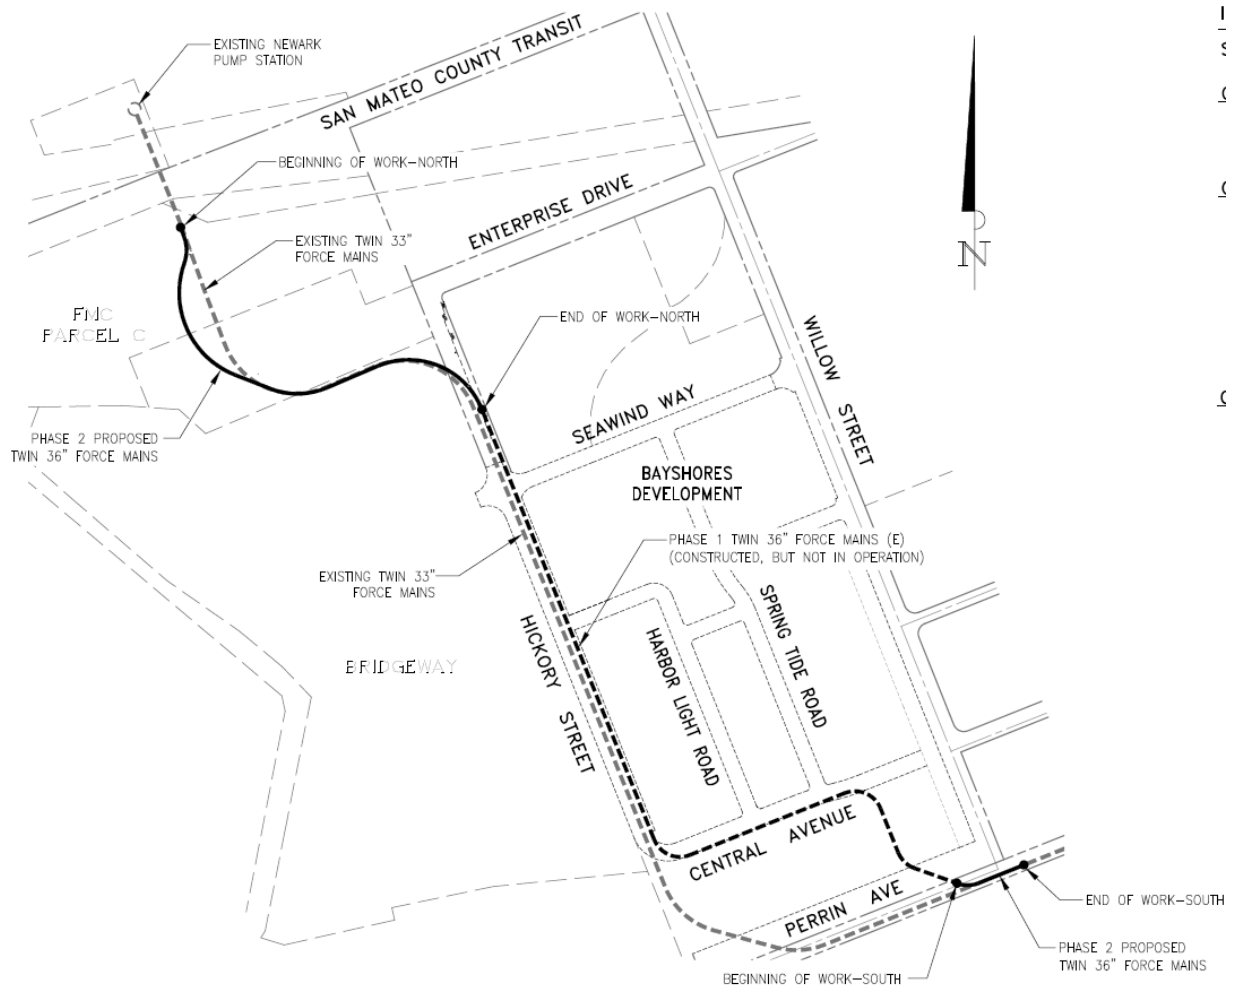 EXISTING NEWARK
PUMP STATION
SAN MATEO COUNTY TRANSIT
BEGINNING OF WORK-NORTH
ENTERPRISE DRIVE
EXISTING TWIN 33"
FORCE MAINS
N
FMC
PARCEL C
END OF WORK-NORTH
WILLOW STREET
SEAWIND WAY
PHASE 2 PROPOSED
TWIN 36" FORCE MAINS
BAYSHORES
DEVELOPMENT
PHASE 1 TWIN 36" FORCE MAINS (E)
(CONSTRUCTED, BUT NOT IN OPERATION)
EXISTING TWIN 33"
FORCE MAINS
HICKORY STREET
HARBOR LIGHT ROAD
SPRING TIDE ROAD
BRIDGEWAY
CENTRAL AVENUE
PERRIN AVE
END OF WORK-SOUTH
PHASE 2 PROPOSED
TWIN 36" FORCE MAINS
BEGINNING OF WORK-SOUTH